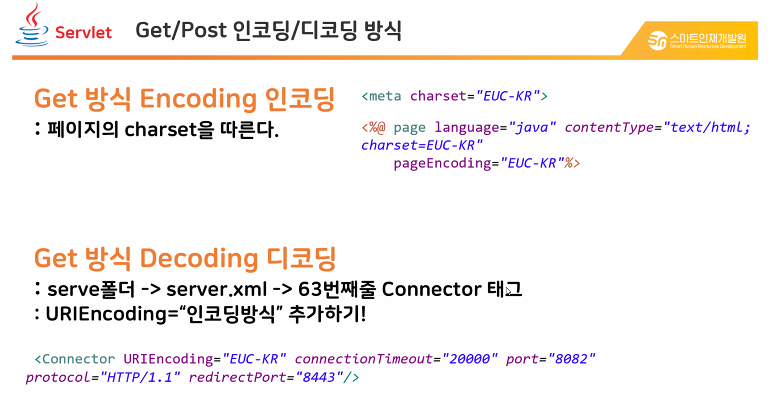 Servlet
Get/Post 인코딩/디코딩 방식
스마트인재개발원
Smart Human Resources Development
Get 방식 Encoding 인코딩
: 페이지의 charset을 따른다.
<meta charset="EUC-KR">
<%@ page language="java" contentType="text/html;
charset=EUC-KR"
pageEncoding="EUC-KR"%>
Get 방식 Decoding 디코딩
: serve폴더 -> server.xml -> 63번째줄 Connector 태그
: URIEncoding=“인코딩방식” 추가하기!
<Connector URIEncoding="EUC-KR" connectionTimeout="20000" port="8082"
protocol="HTTP/1.1" redirectPort="8443"/>